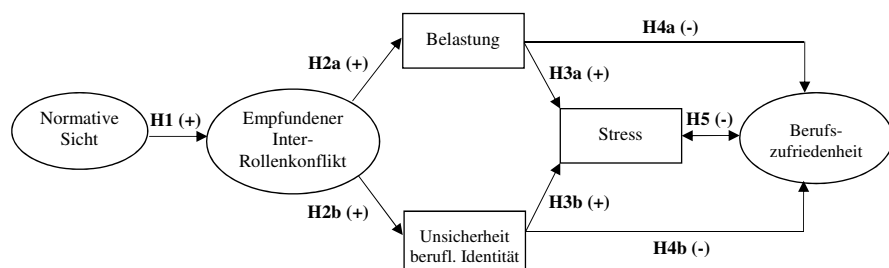 Belastung
H4a (-)
H2a (+)
H3a (+)
Normative
Sicht
H1 (+)
Empfundener
Inter-
Rollenkonflikt
Stress
H5 (-)
Berufs-
zufriedenheit
H2b (+)
H3b (+)
Unsicherheit
berufl. Identität
H4b (-)